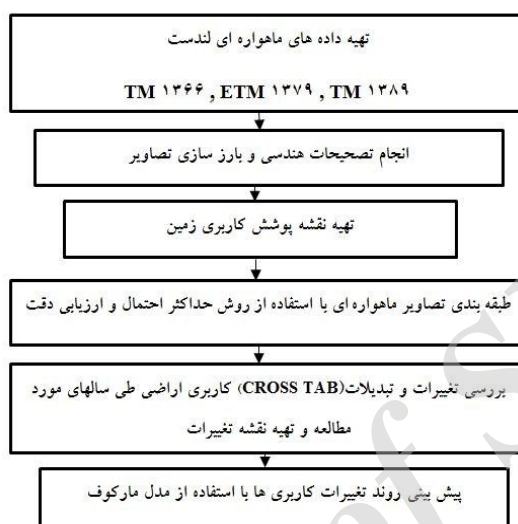 تهیه داده های ماهواره ای لندست
TM ۱۳۶۶ , ETM ۱۳۷۹ , TM ۱۳۸۹
انجام تصحیحات هندسی و بارز سازی تصاویر
تهیه نقشه پوشش کاربری زمین
طبقه بندی تصاویر ماهواره ای با استفاده از روش حداکثر احتمال و ارزیابی دقت
بررسی تغییرات و تبدیلات(CROSS TAB) کاربری اراضی طی سالهای مورد
مطالعه و تهیه نقشه تغییرات
پیش بینی روند تغییرات کاربری ها با استفاده از مدل مارکوف